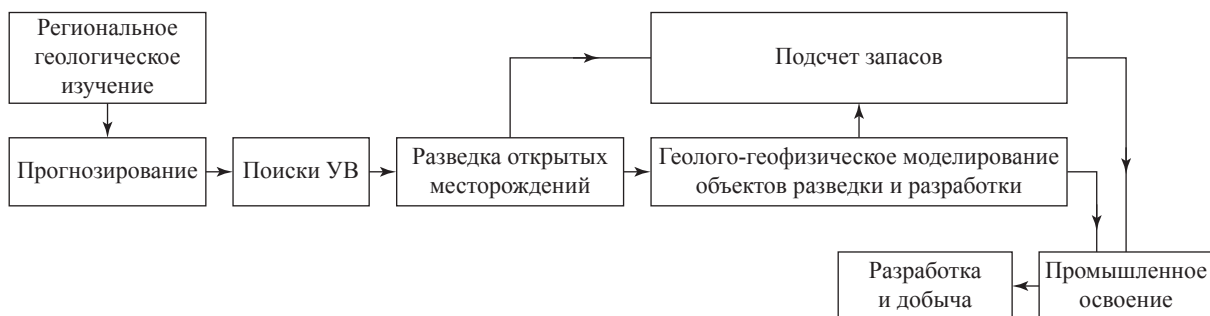 Региональное
геологическое
изучение
Подсчет запасов
Прогнозирование
Поиски УВ
Разведка открытых
месторождений
Геолого-геофизическое моделирование
объектов разведки и разработки
Разработка
и добыча
Промышленное
освоение